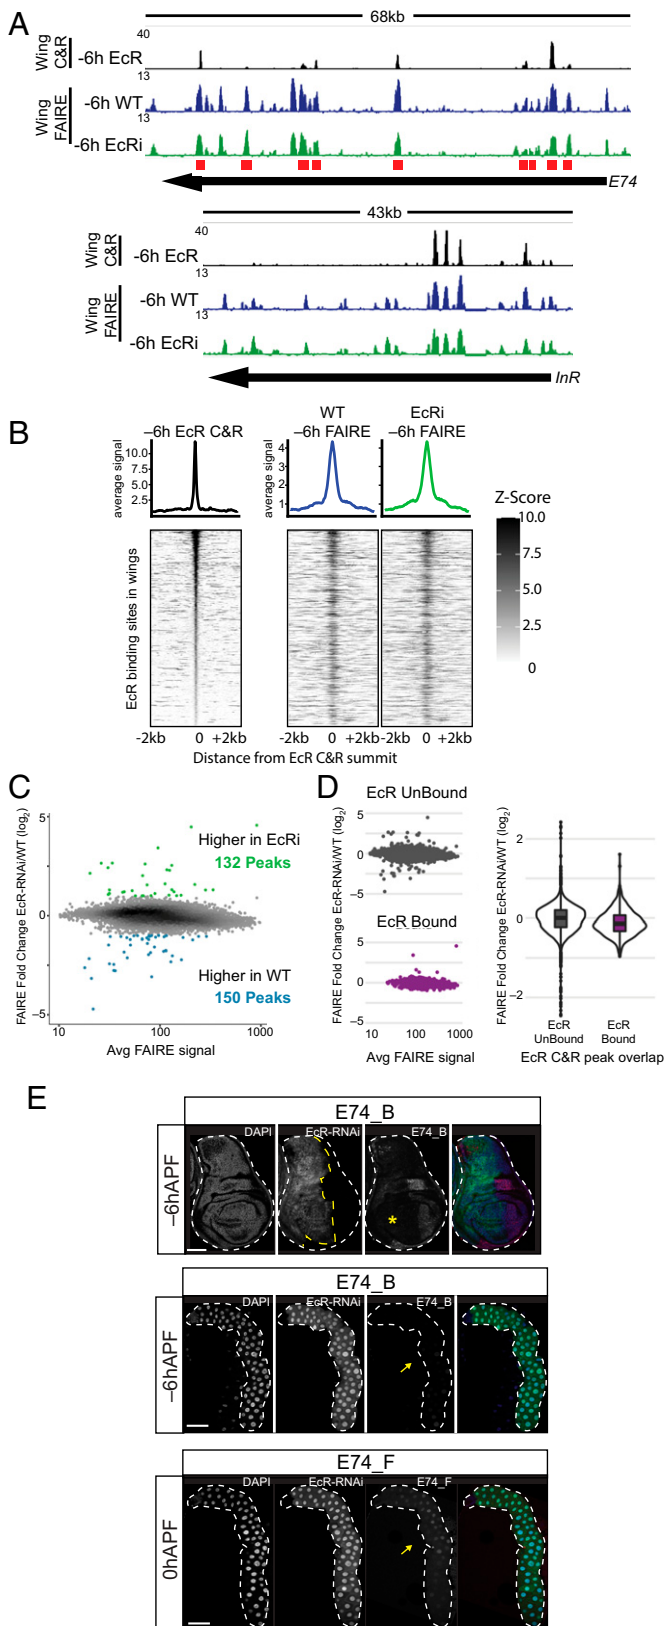 A
68kb
40
Wing
C&R
-6h EcR
13
Wing
FAIRE
-6h WT
13
-6h EcRi
E74
43kb
40
Wing
C&R
-6h EcR
13
Wing
FAIRE
-6h WT
13
-6h EcRi
InR
B
–6h EcR C&R
WT
–6h FAIRE
EcRi
–6h FAIRE
average signal
10.0
7.5
5.0
2.5
average signal
4
3
2
1
Z-Score
10.0
7.5
5.0
2.5
0
EcR binding sites in wings
-2kb 0 +2kb
-2kb 0 +2kb
-2kb 0 +2kb
Distance from EcR C&R summit
C
FAIRE Fold Change EcR-RNAi/WT (log2)
5
0
–5
Higher in EcRi
132 Peaks
Higher in WT
150 Peaks
10 100 1000
Avg FAIRE signal
D
FAIRE Fold Change EcR-RNAi/WT (log2)
EcR UnBound
5
0
–5
EcR Bound
5
0
–5
10 100 1000
Avg FAIRE signal
FAIRE Fold Change EcR-RNAi/WT (log2)
2
0
–2
EcR
UnBound
EcR
Bound
EcR C&R peak overlap
E
E74_B
–6hAPF
DAPI
EcR-RNAi
E74_B
*
E74_B
–6hAPF
DAPI
EcR-RNAi
E74_B
E74_F
0hAPF
DAPI
EcR-RNAi
E74_F